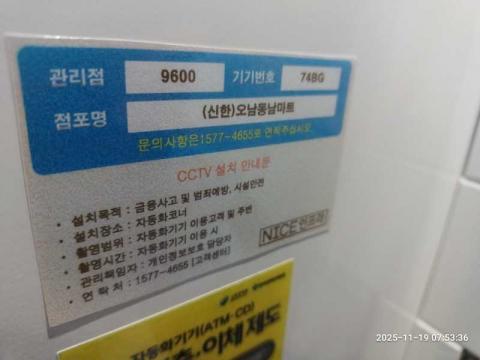 관리점 9600 기기번호 74BG
점포명 (신한)오남동남마트
문의사항은1577-4655로 연락주십시오.
CCTV 설치 안내문
· 설치목적 : 금융사고 및 범죄예방, 시설안전
· 설치장소 : 자동화코너
· 촬영범위 : 자동화기기 이용고객 및 주변
· 촬영시간 : 자동화기기 이용 시
· 관리책임자 : 개인정보보호 담당자
· 연 락 처 : 1577-4655 [고객센터]
NICE인프라
자동화기기(ATM·CD)
이체 제도
2025-11-19 07:53:36